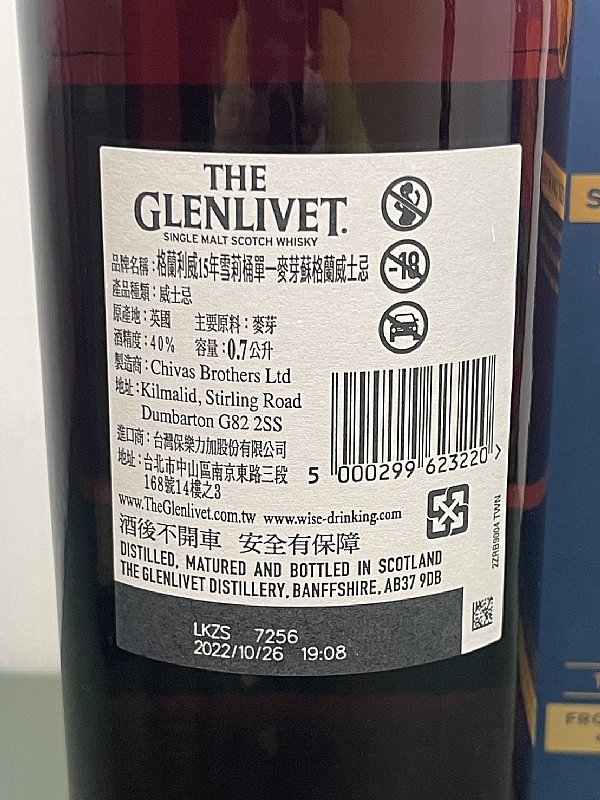 THE
GLENLIVET.
SINGLE MALT SCOTCH WHISKY
-18
品牌名稱：格蘭利威15年雪莉桶單一麥芽蘇格蘭威士忌
產品種類：威士忌
原產地：英國 主要原料：麥芽
酒精度：40% 容量：0.7公升
製造商：Chivas Brothers Ltd
地址：Kilmalid, Stirling Road
Dumbarton G82 2SS
進口商：台灣保樂力加股份有限公司
地址：台北市中山區南京東路三段
168號14樓之3
www.TheGlenlivet.com.tw www.wise-drinking.com
5 000299 623220 >
酒後不開車 安全有保障
DISTILLED, MATURED AND BOTTLED IN SCOTLAND
THE GLENLIVET DISTILLERY, BANFFSHIRE, AB37 9DB
2ZRB9004 TWN
LKZS 7256
2022/10/26 19:08
S
1
FRO